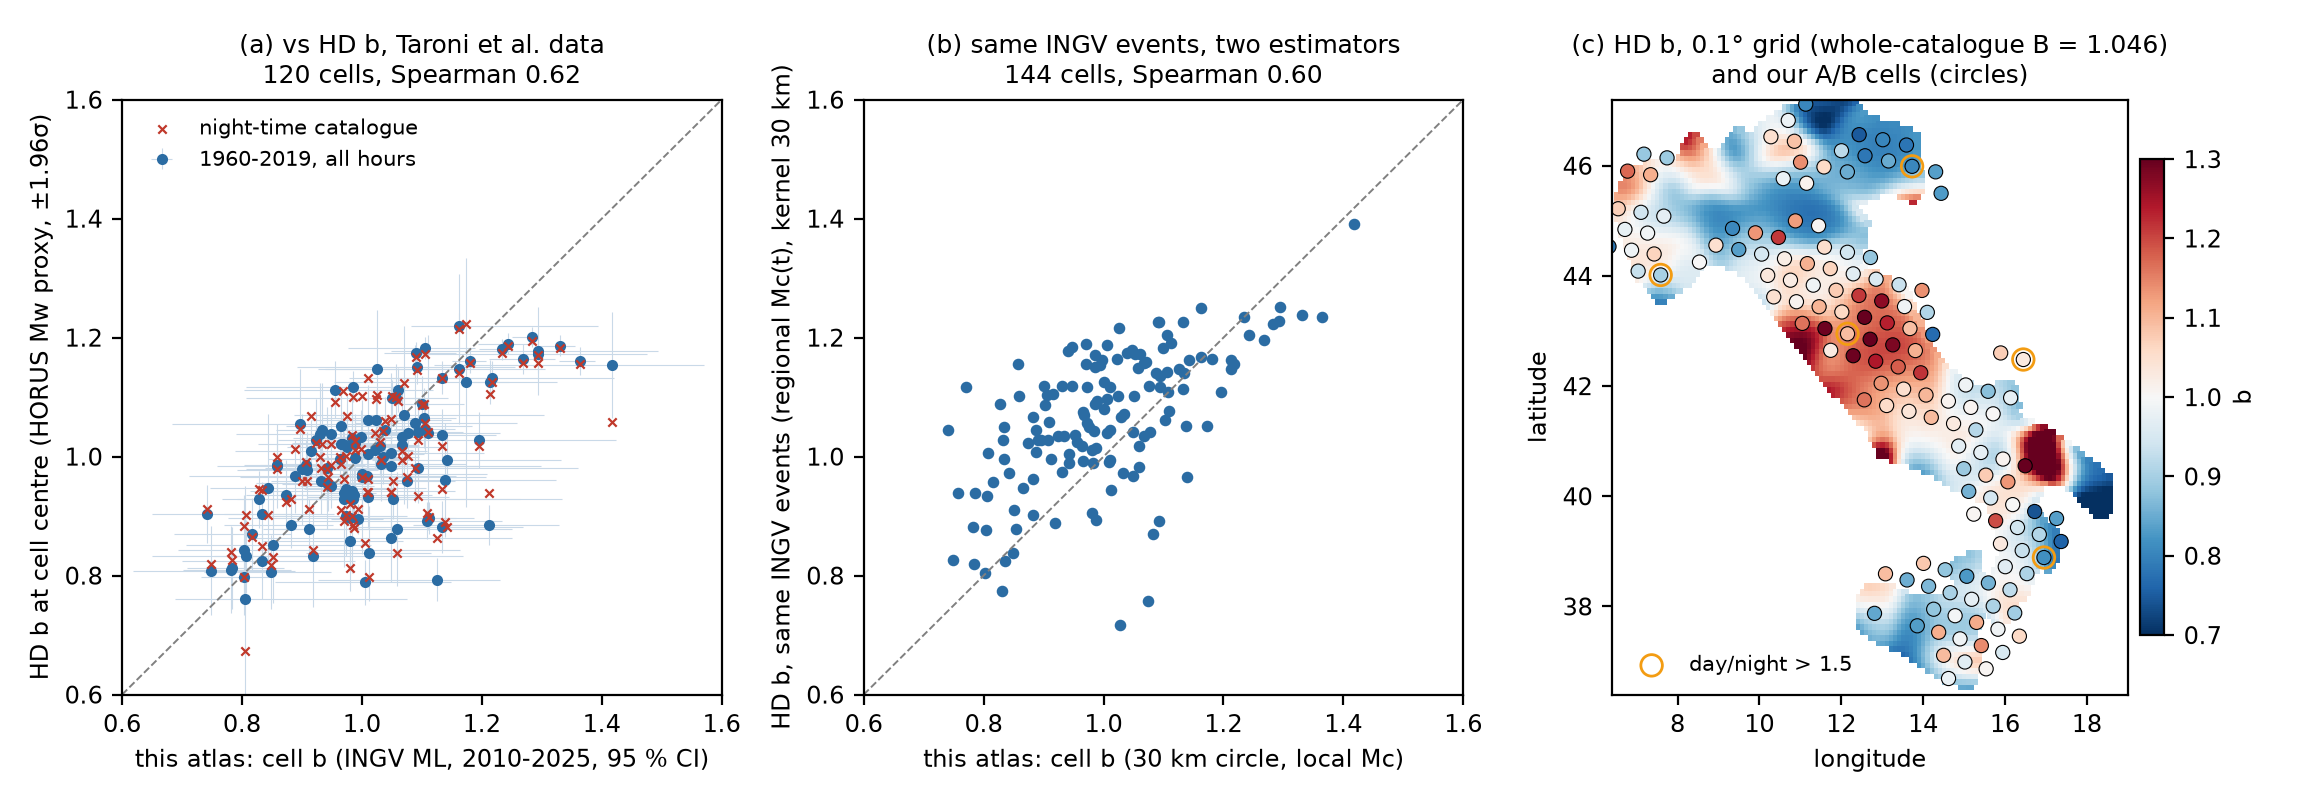 (a) vs HD b, Taroni et al. data
120 cells, Spearman 0.62
HD b at cell centre (HORUS Mw proxy, ±1.96σ)
1.6
1.4
1.2
1.0
0.8
0.6
night-time catalogue
1960-2019, all hours
0.6
0.8
1.0
1.2
1.4
1.6
this atlas: cell b (INGV ML, 2010-2025, 95 % CI)
(b) same INGV events, two estimators
144 cells, Spearman 0.60
HD b, same INGV events (regional Mc(t), kernel 30 km)
1.6
1.4
1.2
1.0
0.8
0.6
0.6
0.8
1.0
1.2
1.4
1.6
this atlas: cell b (30 km circle, local Mc)
(c) HD b, 0.1° grid (whole-catalogue B = 1.046)
and our A/B cells (circles)
latitude
46
44
42
40
38
day/night > 1.5
8
10
12
14
16
18
longitude
1.3
1.2
1.1
1.0
0.9
0.8
0.7
b